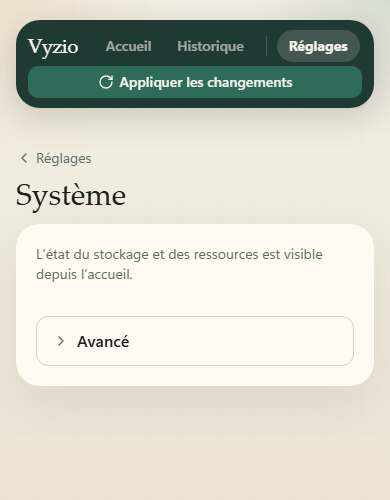 Vyzio
Accueil
Historique
Réglages
Appliquer les changements
Réglages
Système
L’état du stockage et des ressources est visible
depuis l’accueil.
Avancé